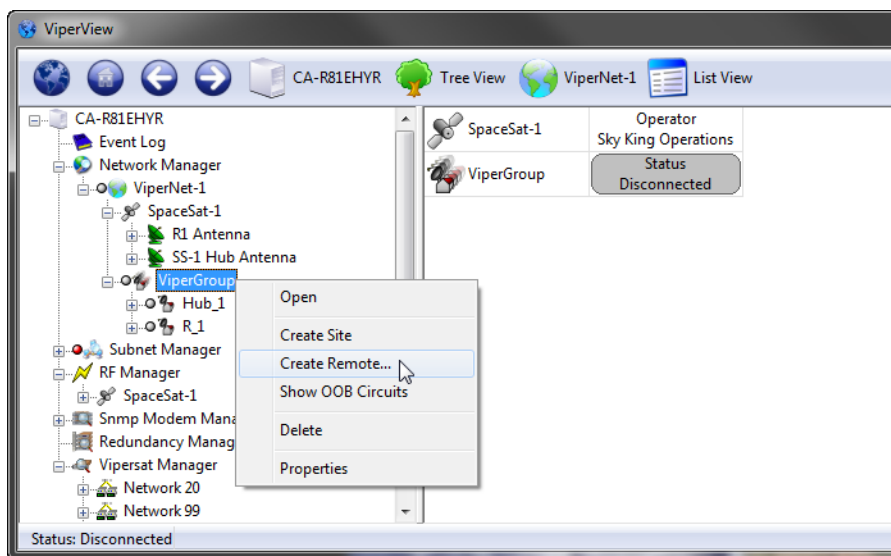 ViperView
CA-R81EHYR Tree View ViperNet-1 List View
CA-R81EHYR
Event Log
Network Manager
ViperNet-1
SpaceSat-1
R1 Antenna
SS-1 Hub Antenna
ViperGroup
Hub_1
R_1
Subnet Manager
RF Manager
SpaceSat-1
Snmp Modem Mana
Redundancy Manag
Vipersat Manager
Network 20
Network 99
SpaceSat-1
Operator
Sky King Operations
ViperGroup
Status
Disconnected
Open
Create Site
Create Remote...
Show OOB Circuits
Delete
Properties
Status: Disconnected